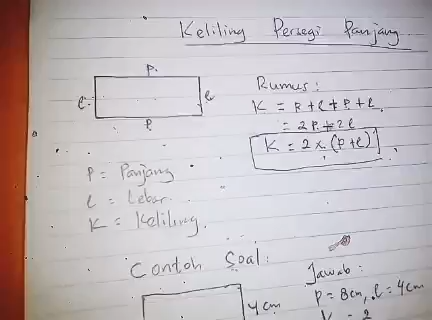 Keliling Persegi Panjang
P
l
l
P
Rumus:
K = P + l + P + l
= 2P + 2l
K = 2 x (P + l)
P = Panjang
l = Lebar
K = Keliling.
Contoh Soal:
4 cm
Jawab:
P = 8 cm, l = 4 cm
K = 2